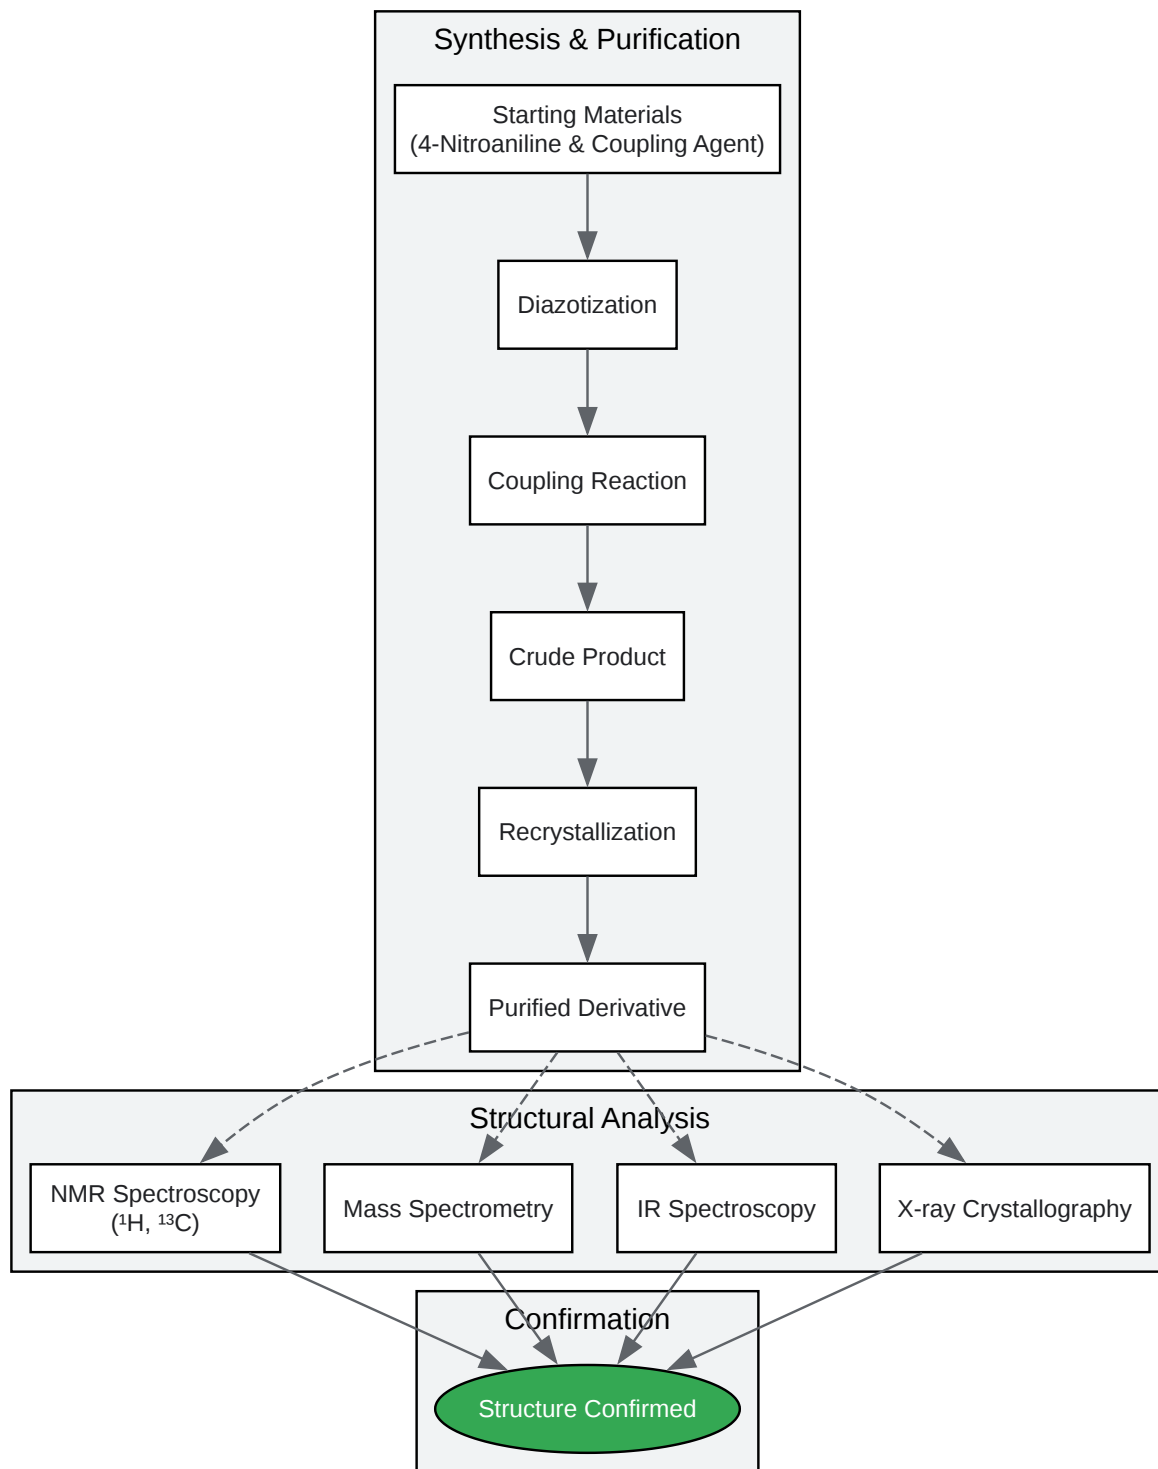 Synthesis & Purification
Starting Materials
(4-Nitroaniline & Coupling Agent)
Diazotization
Coupling Reaction
Crude Product
Recrystallization
Purified Derivative
Structural Analysis
NMR Spectroscopy
(¹H, ¹³C)
Mass Spectrometry
IR Spectroscopy
X-ray Crystallography
Confirmation
Structure Confirmed